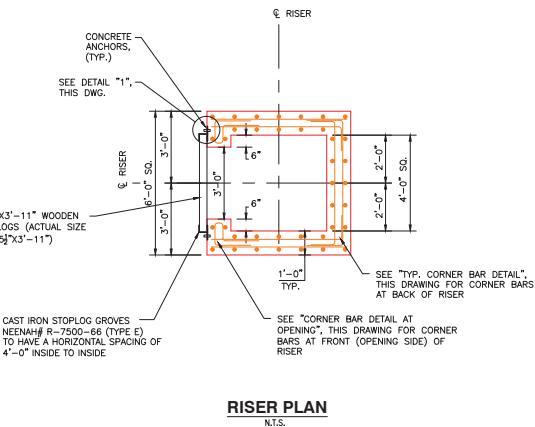 ℄ RISER
CONCRETE
ANCHORS,
(TYP.)
SEE DETAIL "1",
THIS DWG.
℄ RISER
6'-0" SQ.
3'-0"
3'-0"
3'-0"
6"
6"
2'-0"
2'-0"
4'-0" SQ.
X3'-11" WOODEN
LOGS (ACTUAL SIZE
5½"X3'-11")
1'-0"
TYP.
SEE "TYP. CORNER BAR DETAIL",
THIS DRAWING FOR CORNER BARS
AT BACK OF RISER
CAST IRON STOPLOG GROVES
NEENAH# R-7500-66 (TYPE E)
TO HAVE A HORIZONTAL SPACING OF
4'-0" INSIDE TO INSIDE
SEE "CORNER BAR DETAIL AT
OPENING", THIS DRAWING FOR CORNER
BARS AT FRONT (OPENING SIDE) OF
RISER
RISER PLAN
N.T.S.